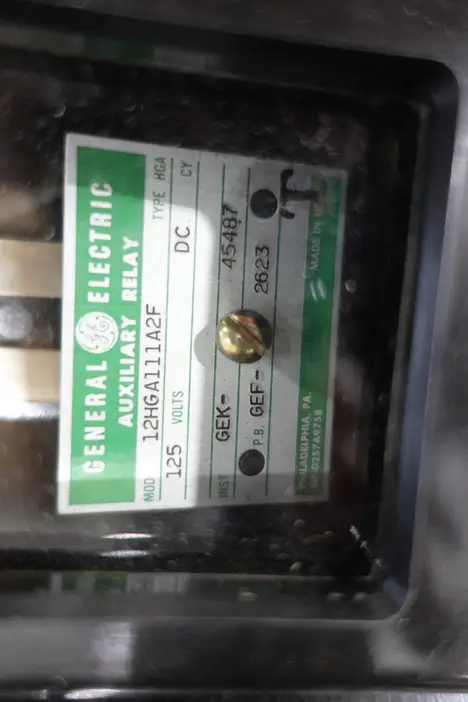 GENERAL GE ELECTRIC
AUXILIARY RELAY
MOD 12HGA111A2F TYPE HGA
125 VOLTS DC CY
INST GEK- 45487
P.B. GEF- 2623
T
PHILADELPHIA, PA. MADE IN